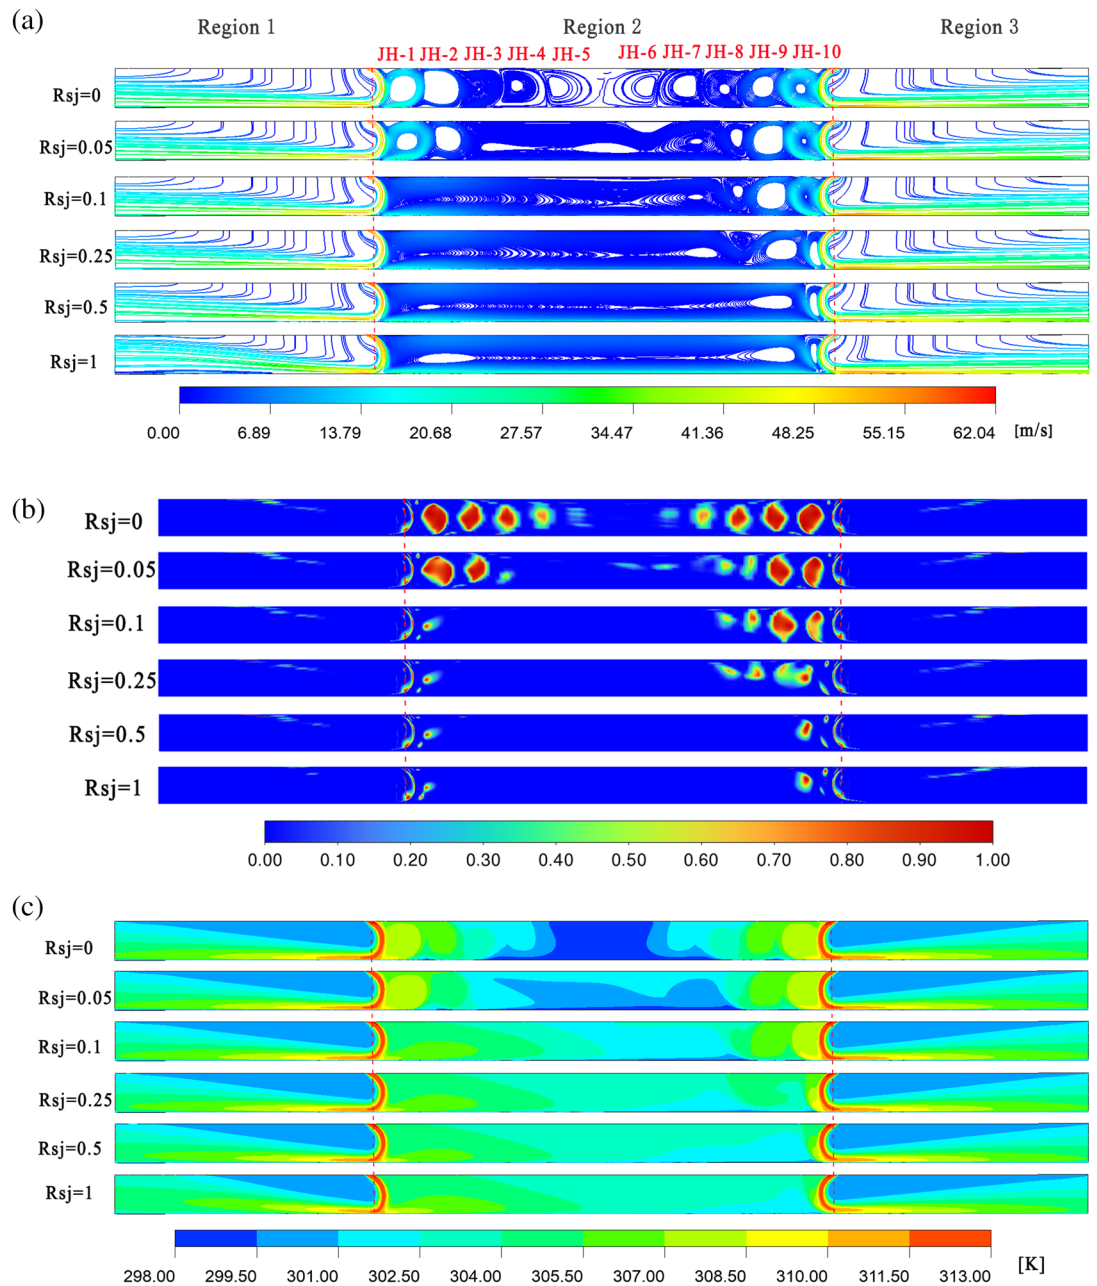 (a)
Region 1 Region 2 Region 3
JH-1 JH-2 JH-3 JH-4 JH-5 JH-6 JH-7 JH-8 JH-9 JH-10
Rsj=0
Rsj=0.05
Rsj=0.1
Rsj=0.25
Rsj=0.5
Rsj=1
0.00 6.89 13.79 20.68 27.57 34.47 41.36 48.25 55.15 62.04 [m/s]
(b)
Rsj=0
Rsj=0.05
Rsj=0.1
Rsj=0.25
Rsj=0.5
Rsj=1
0.00 0.10 0.20 0.30 0.40 0.50 0.60 0.70 0.80 0.90 1.00
(c)
Rsj=0
Rsj=0.05
Rsj=0.1
Rsj=0.25
Rsj=0.5
Rsj=1
298.00 299.50 301.00 302.50 304.00 305.50 307.00 308.50 310.00 311.50 313.00 [K]